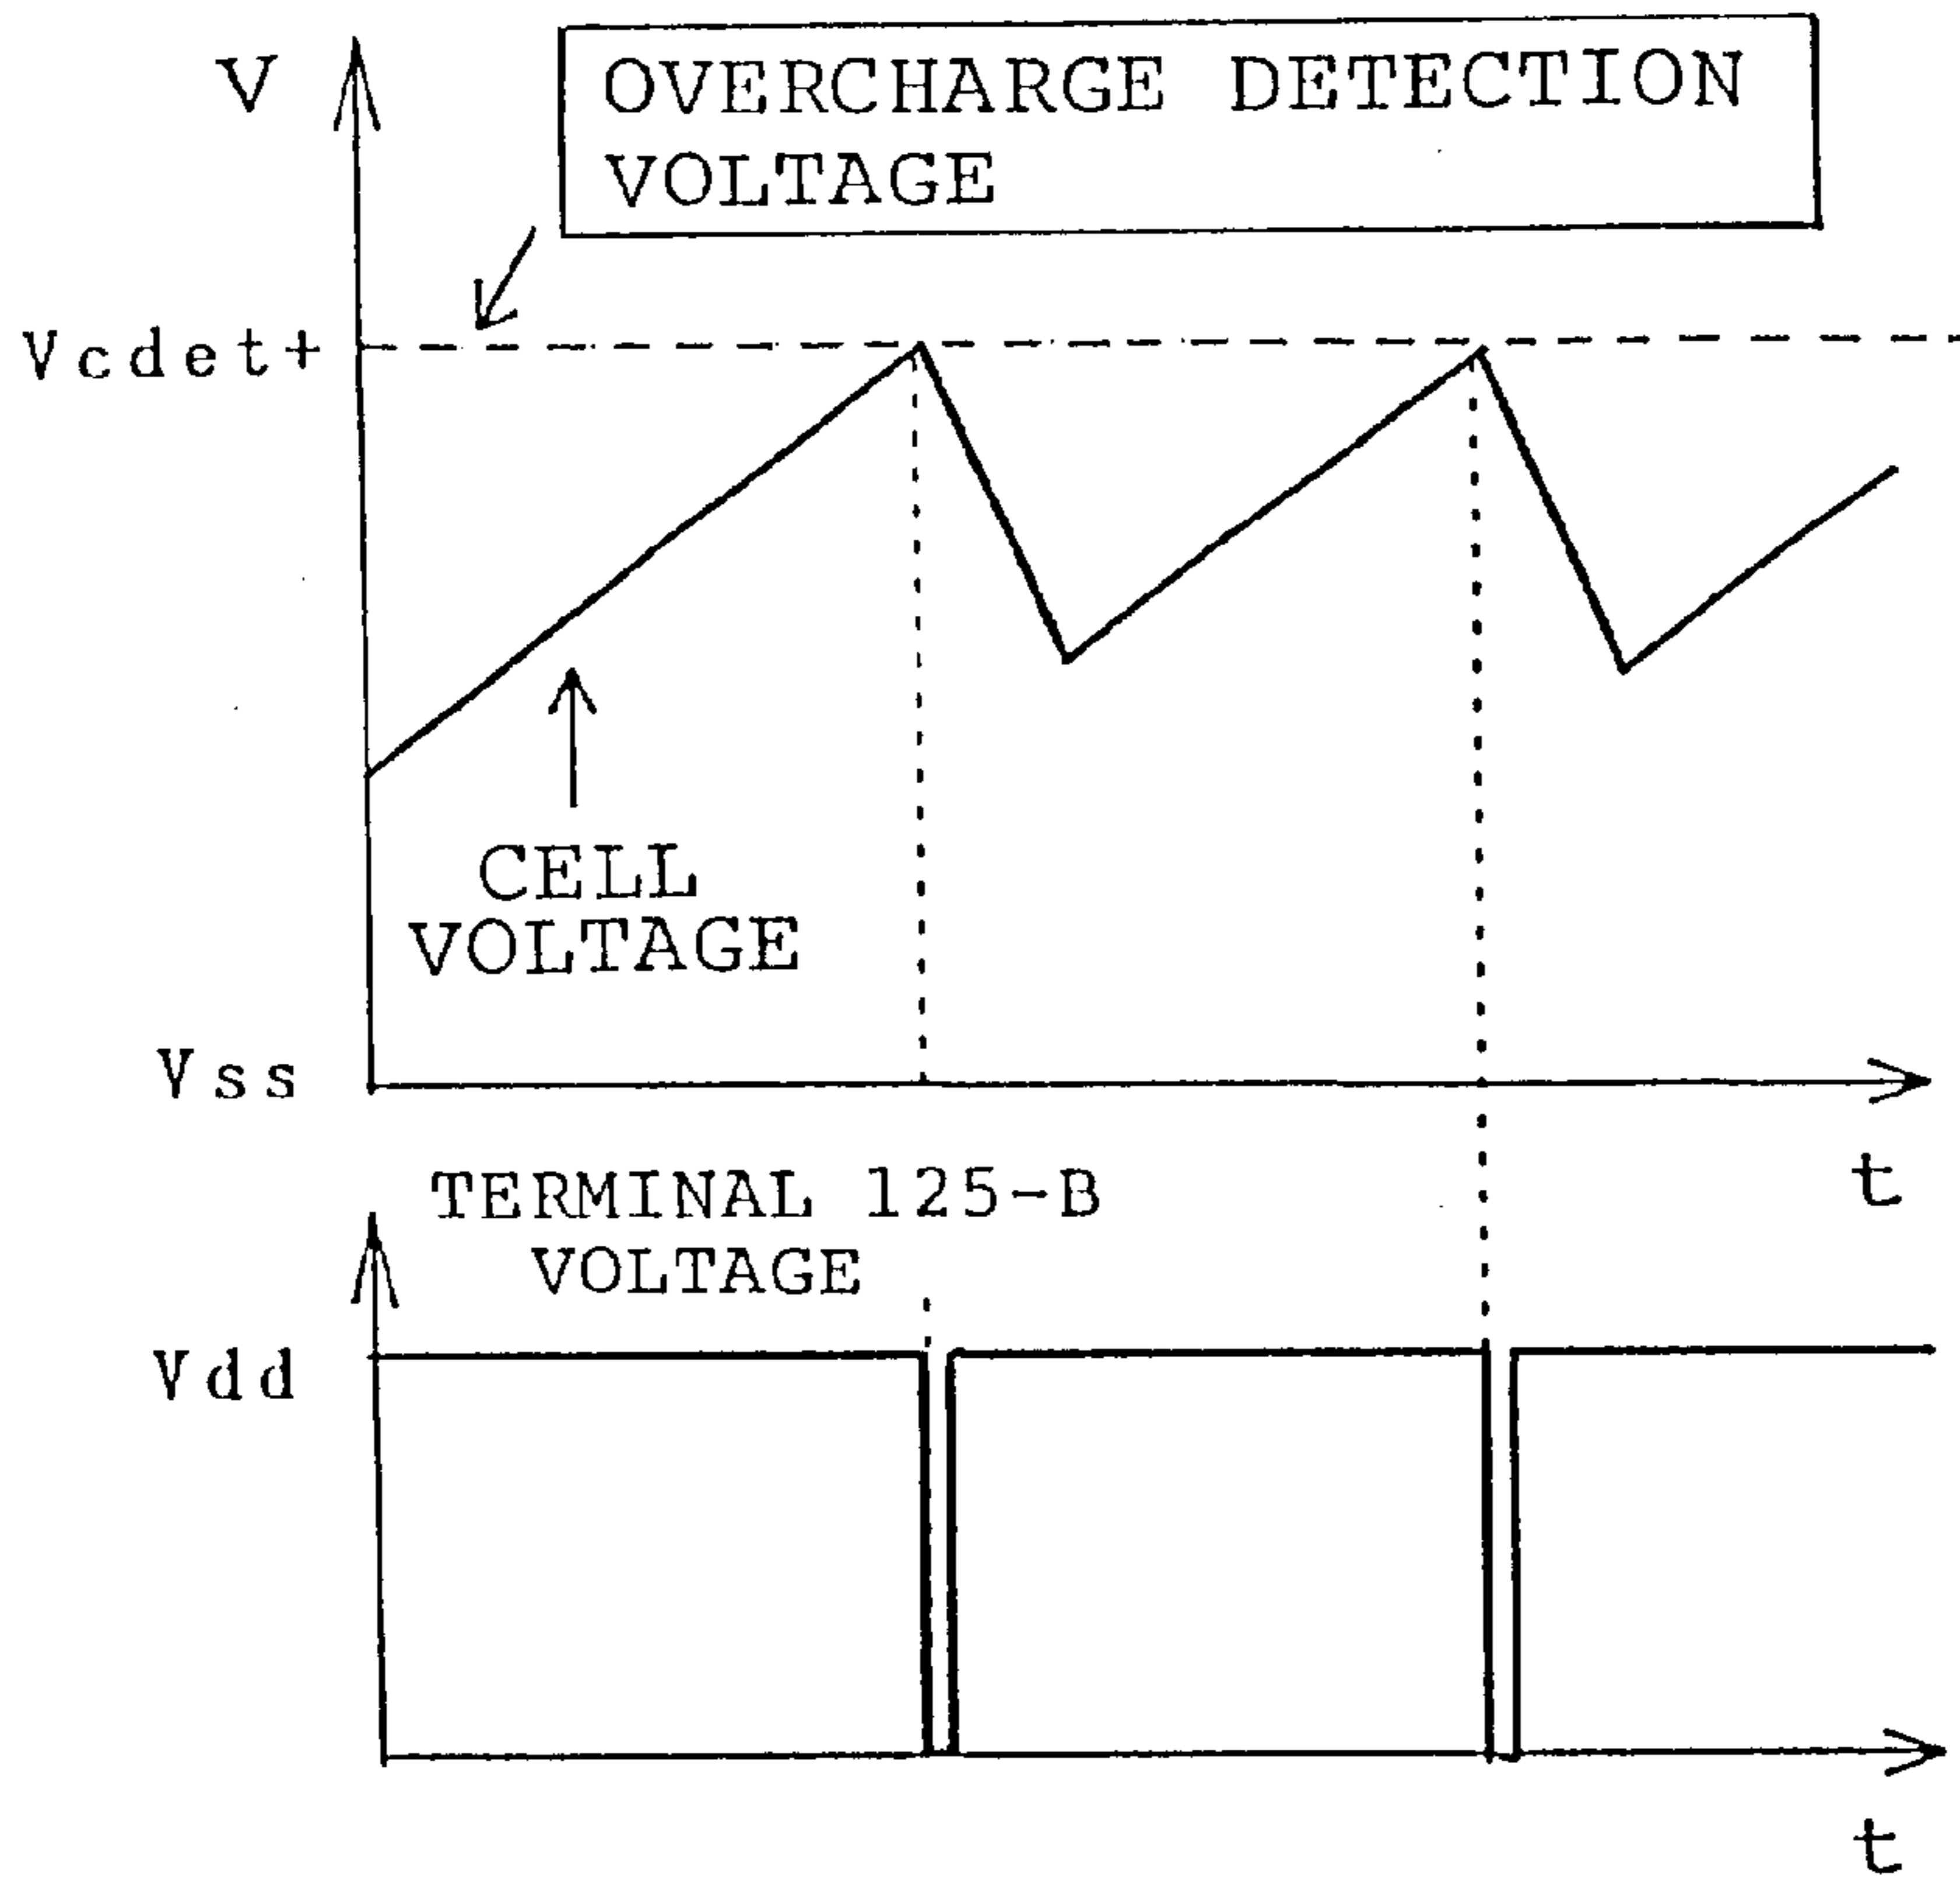 V
OVERCHARGE DETECTION
VOLTAGE
Vcdet+
CELL
VOLTAGE
Vss
t
TERMINAL 125-B
VOLTAGE
Vdd
t